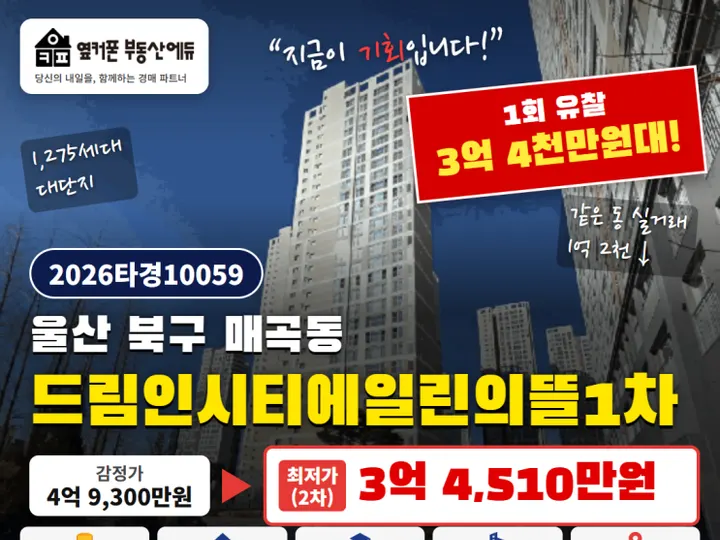 옆커폰 부동산에듀
당신의 내일을, 함께하는 경매 파트너
“지금이 기회입니다!”
1회 유찰
3억 4천만원대!
1,275세대
대단지
같은 동 실거래
1억 2천↓
2026타경10059
울산 북구 매곡동
드림인시티에일린의뜰1차
감정가
4억 9,300만원
최저가
(2차)
3억 4,510만원